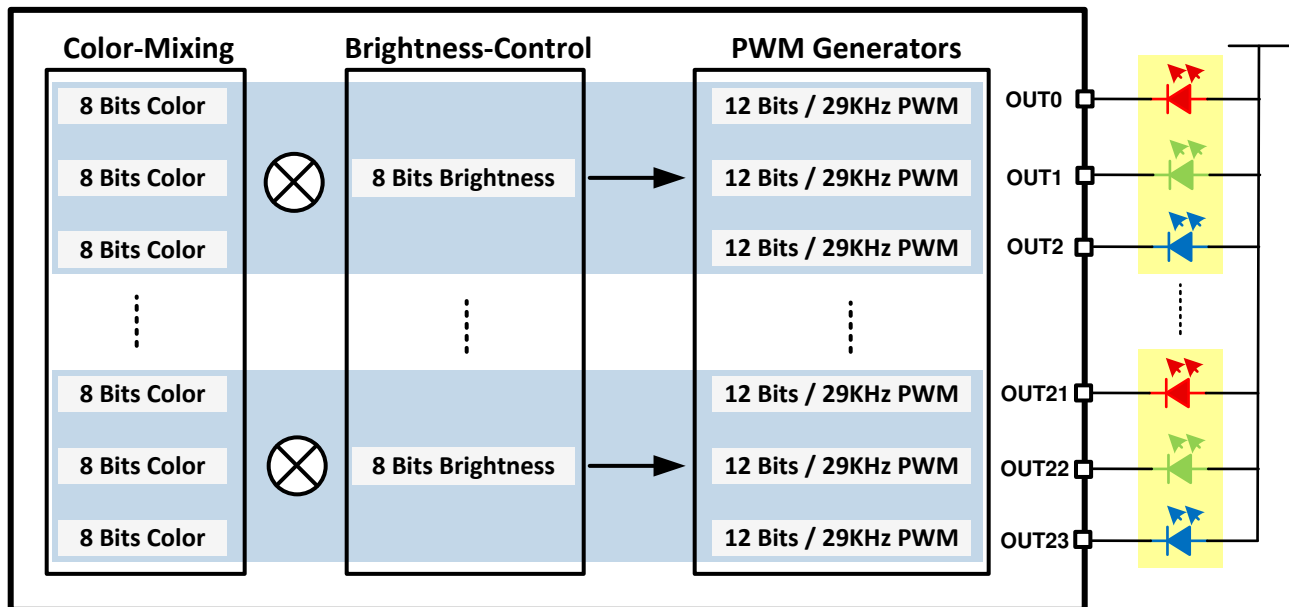 Color-Mixing Brightness-Control PWM Generators
8 Bits Color 12 Bits / 29KHz PWM OUT0
8 Bits Color 8 Bits Brightness 12 Bits / 29KHz PWM OUT1
8 Bits Color 12 Bits / 29KHz PWM OUT2
8 Bits Color 12 Bits / 29KHz PWM OUT21
8 Bits Color 8 Bits Brightness 12 Bits / 29KHz PWM OUT22
8 Bits Color 12 Bits / 29KHz PWM OUT23